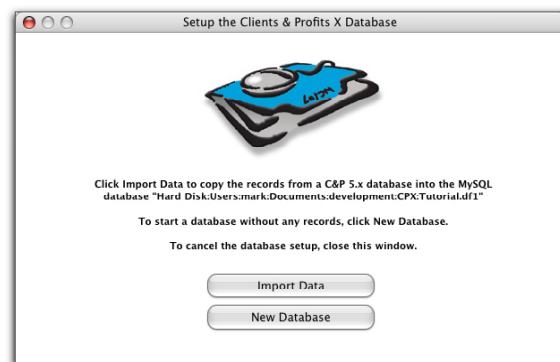 Setup the Clients & Profits X Database
Click Import Data to copy the records from a C&P 5.x database into the MySQL
database "Hard Disk:Users:mark:Documents:development:CPX:Tutorial.df1"
To start a database without any records, click New Database.
To cancel the database setup, close this window.
Import Data
New Database